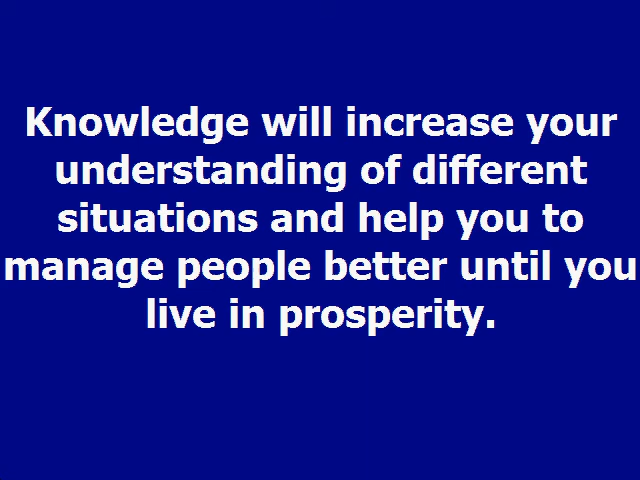 Knowledge will increase your
understanding of different
situations and help you to
manage people better until you
live in prosperity.